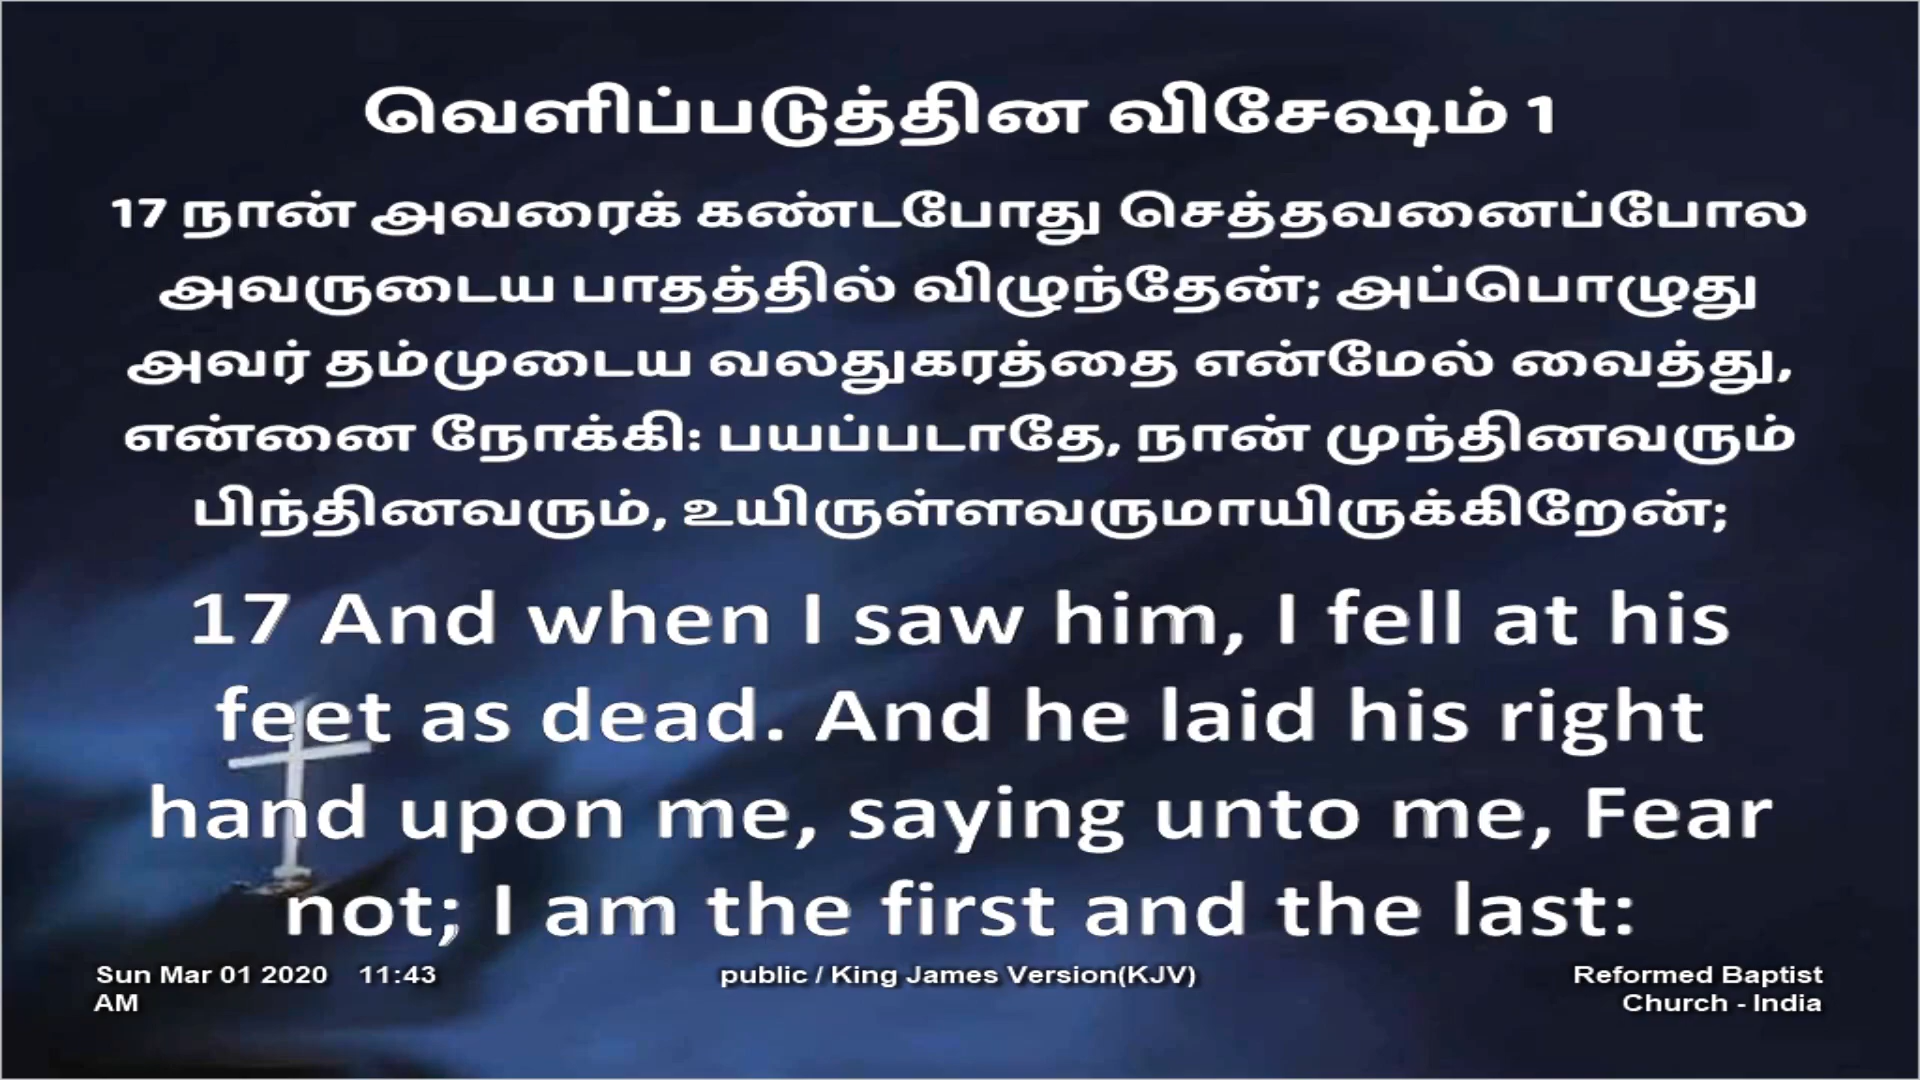 வெளிப்படுத்தின விசேஷம் 1
17 நான் அவரைக் கண்டபோது செத்தவனைப்போல
அவருடைய பாதத்தில் விழுந்தேன்; அப்பொழுது
அவர் தம்முடைய வலதுகரத்தை என்மேல் வைத்து,
என்னை நோக்கி: பயப்படாதே, நான் முந்தினவரும்
பிந்தினவரும், உயிருள்ளவருமாயிருக்கிறேன்;
17 And when I saw him, I fell at his
feet as dead. And he laid his right
hand upon me, saying unto me, Fear
not; I am the first and the last:
Sun Mar 01 2020 11:43
AM
public / King James Version(KJV)
Reformed Baptist
Church - India